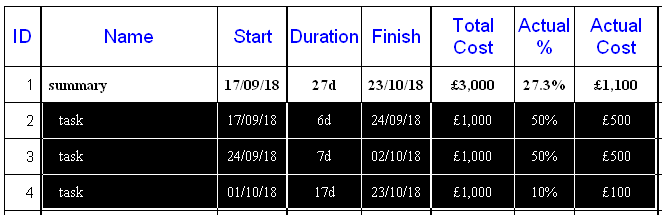 ID Name Start Duration Finish Total Cost Actual % Actual Cost
1 summary 17/09/18 27d 23/10/18 £3,000 27.3% £1,100
2 task 17/09/18 6d 24/09/18 £1,000 50% £500
3 task 24/09/18 7d 02/10/18 £1,000 50% £500
4 task 01/10/18 17d 23/10/18 £1,000 10% £100